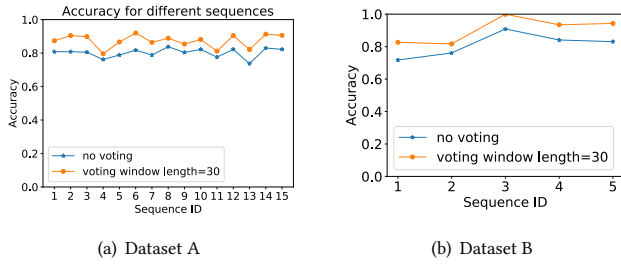 Accuracy for different sequences
1.0
0.8
0.6
0.4
0.2
0.0
Accuracy
no voting
voting window length=30
1 2 3 4 5 6 7 8 9 10 11 12 13 14 15
Sequence ID
(a) Dataset A
1.0
0.8
0.6
0.4
0.2
0.0
Accuracy
no voting
voting window length=30
1 2 3 4 5
Sequence ID
(b) Dataset B